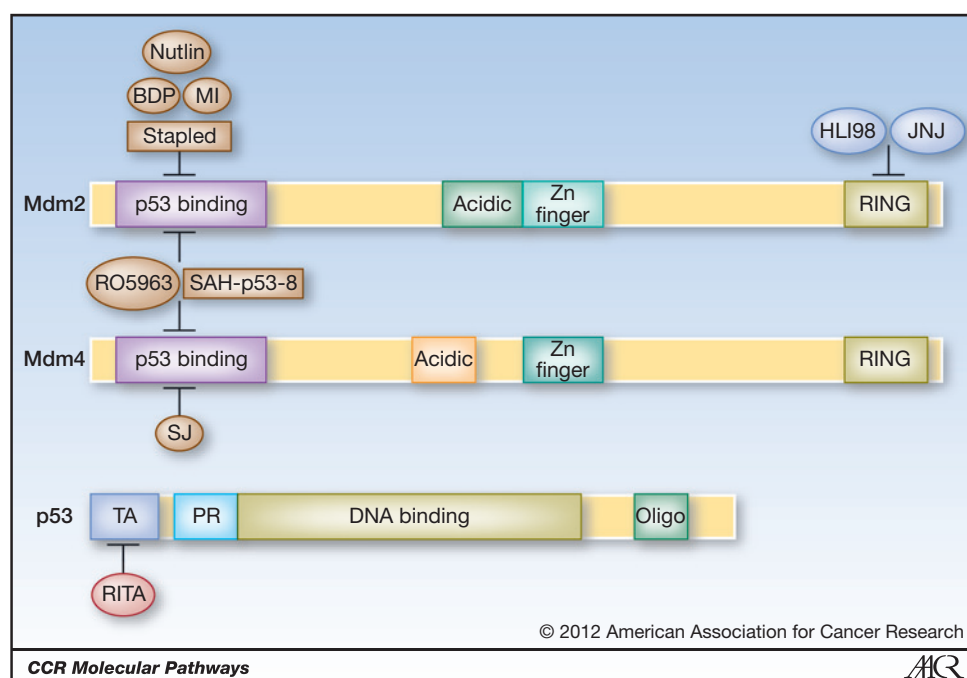 Nutlin
BDP MI
Stapled
HLI98 JNJ
Mdm2 p53 binding Acidic Zn finger RING
RO5963 SAH-p53-8
Mdm4 p53 binding Acidic Zn finger RING
SJ
p53 TA PR DNA binding Oligo
RITA
© 2012 American Association for Cancer Research
CCR Molecular Pathways AACR